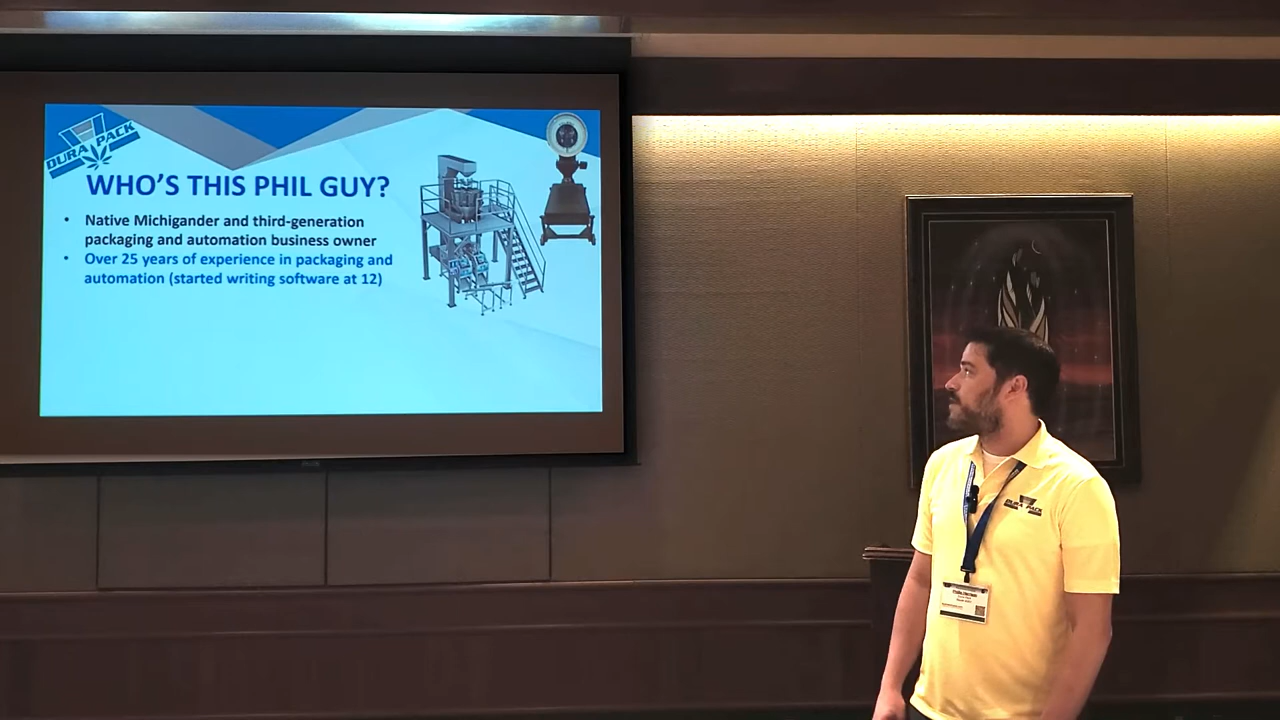 DURA PACK
WHO'S THIS PHIL GUY?
• Native Michigander and third-generation
packaging and automation business owner
• Over 25 years of experience in packaging and
automation (started writing software at 12)
DURA PACK